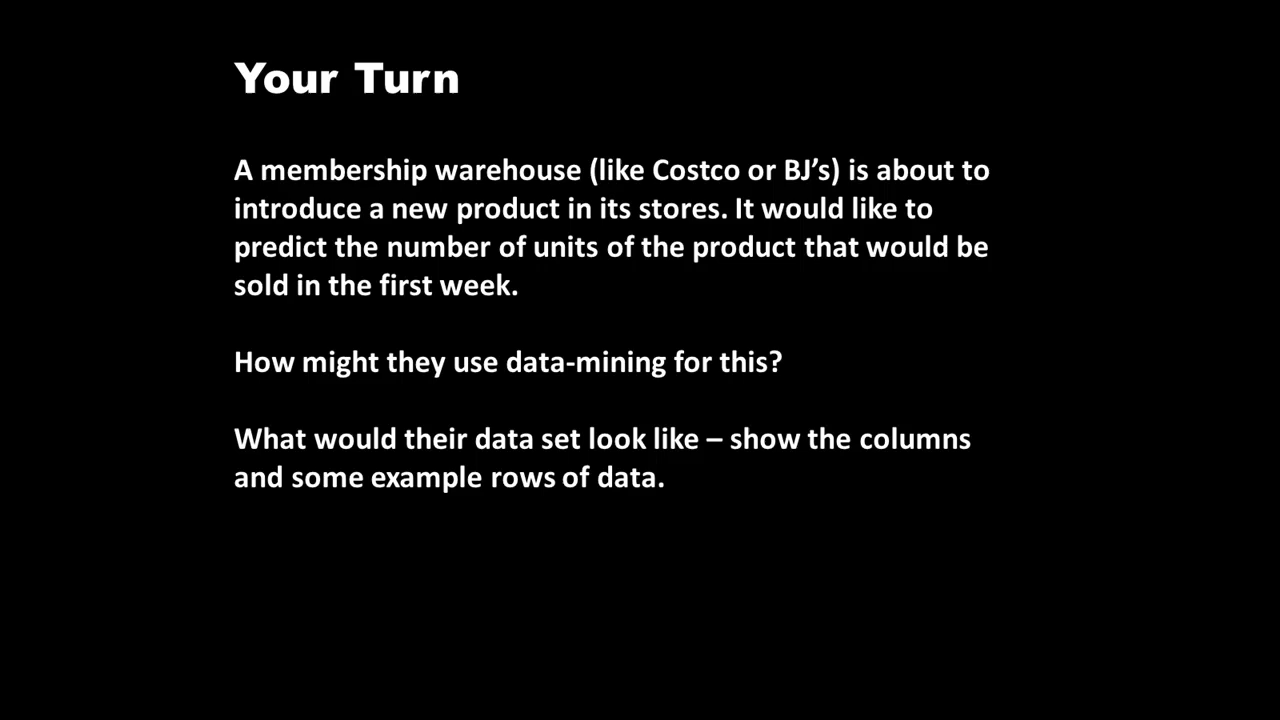 Your Turn
A membership warehouse (like Costco or BJ’s) is about to
introduce a new product in its stores. It would like to
predict the number of units of the product that would be
sold in the first week.
How might they use data-mining for this?
What would their data set look like – show the columns
and some example rows of data.